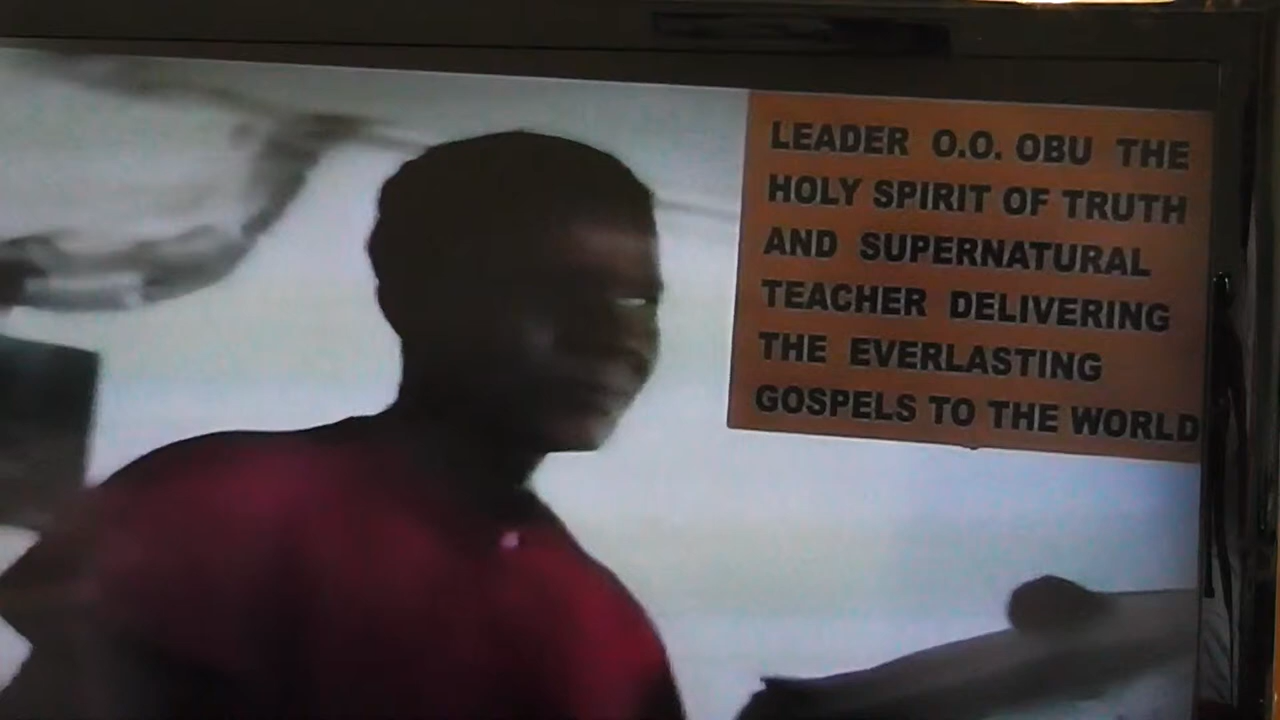 LEADER O.O. OBU THE
HOLY SPIRIT OF TRUTH
AND SUPERNATURAL
TEACHER DELIVERING
THE EVERLASTING
GOSPELS TO THE WORLD